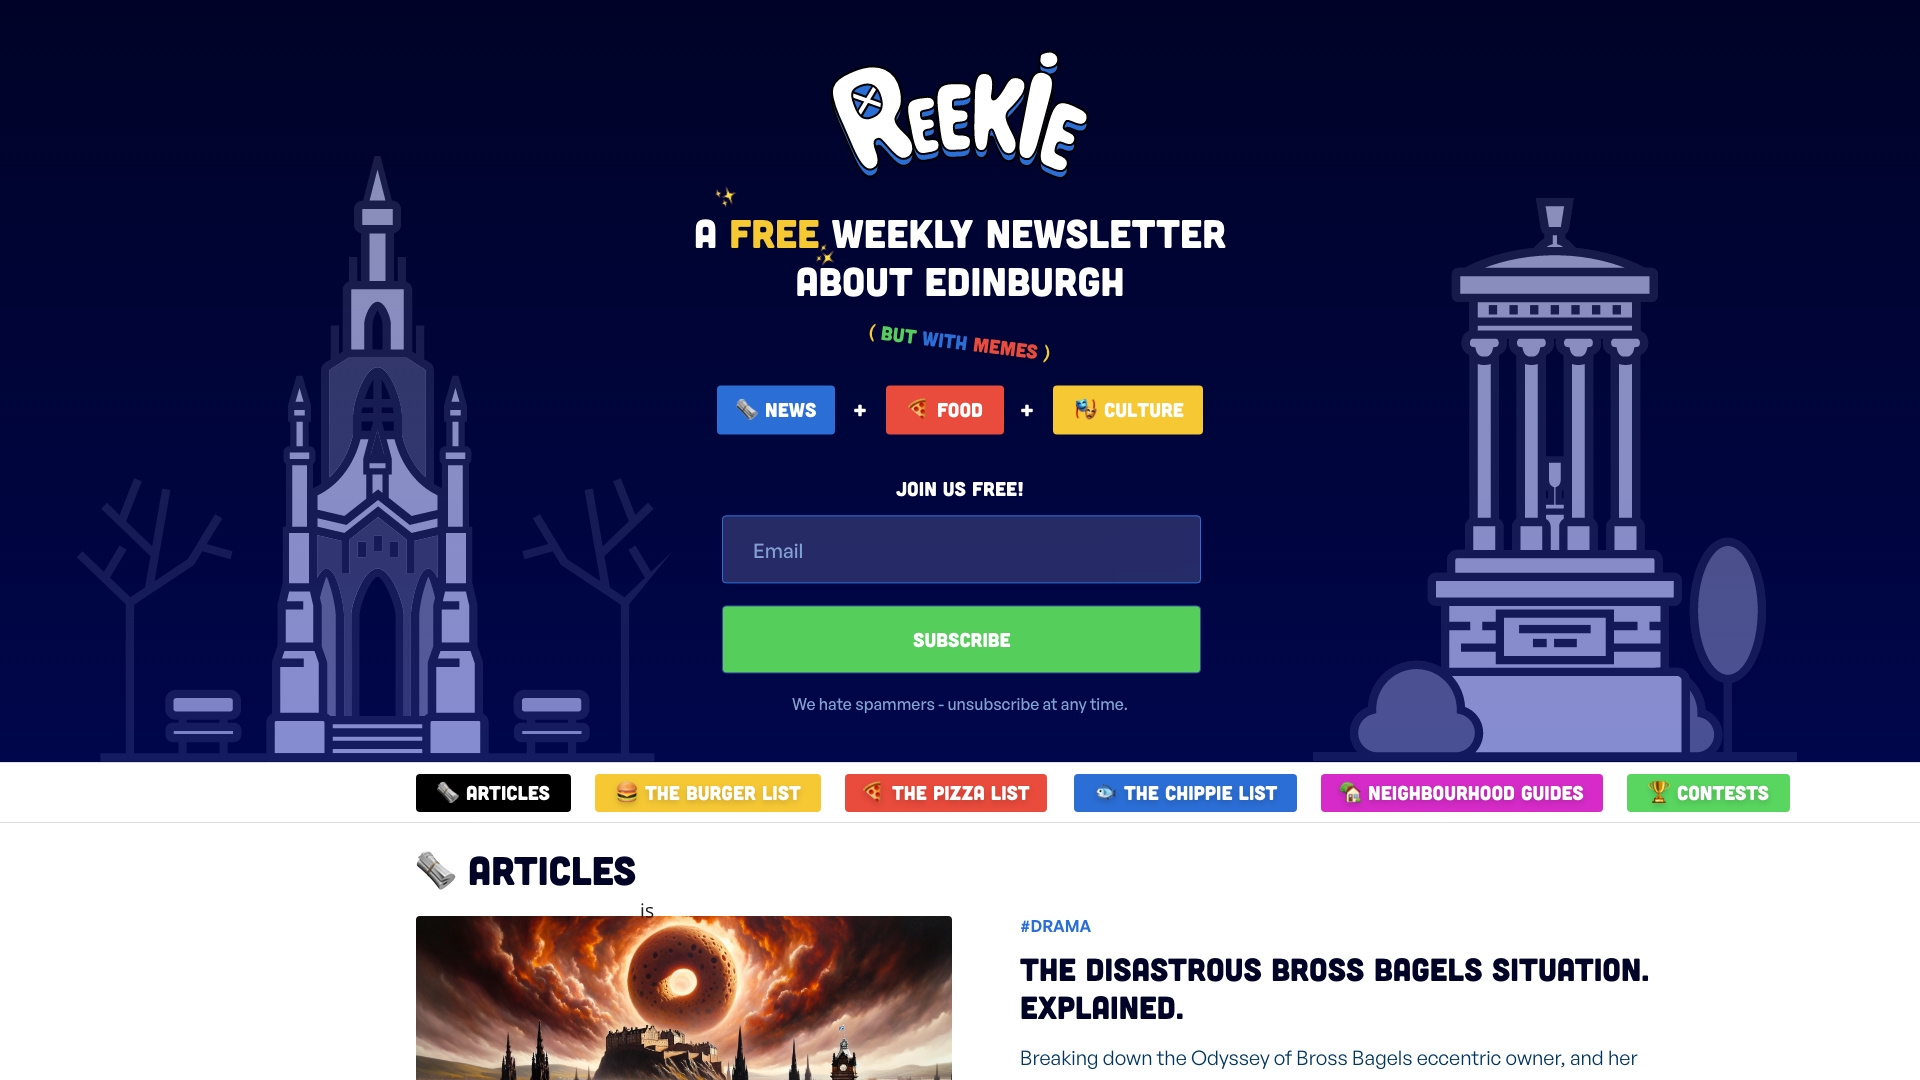 REEKIE
A FREE WEEKLY NEWSLETTER
ABOUT EDINBURGH
( BUT WITH MEMES )
NEWS + FOOD + CULTURE
JOIN US FREE!
Email
SUBSCRIBE
We hate spammers - unsubscribe at any time.
ARTICLES THE BURGER LIST THE PIZZA LIST THE CHIPPIE LIST NEIGHBOURHOOD GUIDES CONTESTS
ARTICLES
is
#DRAMA
THE DISASTROUS BROSS BAGELS SITUATION.
EXPLAINED.
Breaking down the Odyssey of Bross Bagels eccentric owner, and her